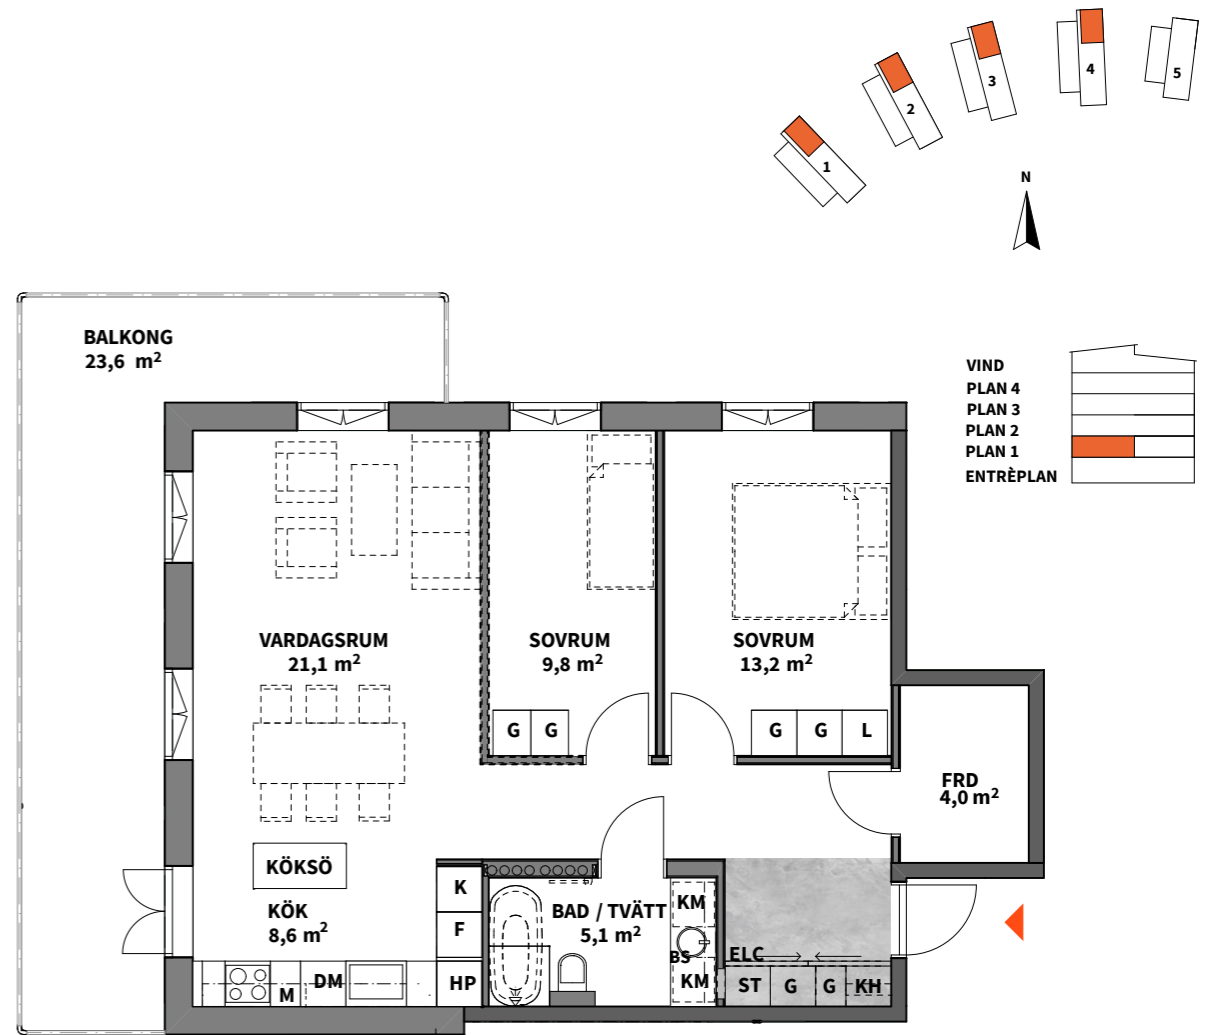 1
2
3
4
5
N
BALKONG
23,6 m²
VIND
PLAN 4
PLAN 3
PLAN 2
PLAN 1
ENTRÈPLAN
VARDAGSRUM
21,1 m²
SOVRUM
9,8 m²
SOVRUM
13,2 m²
G G
G G L
FRD
4,0 m²
KÖKSÖ
KÖK
8,6 m²
K
F
HP
M
DM
BAD / TVÄTT
5,1 m²
KM
BS
KM
ELC
ST G G KH